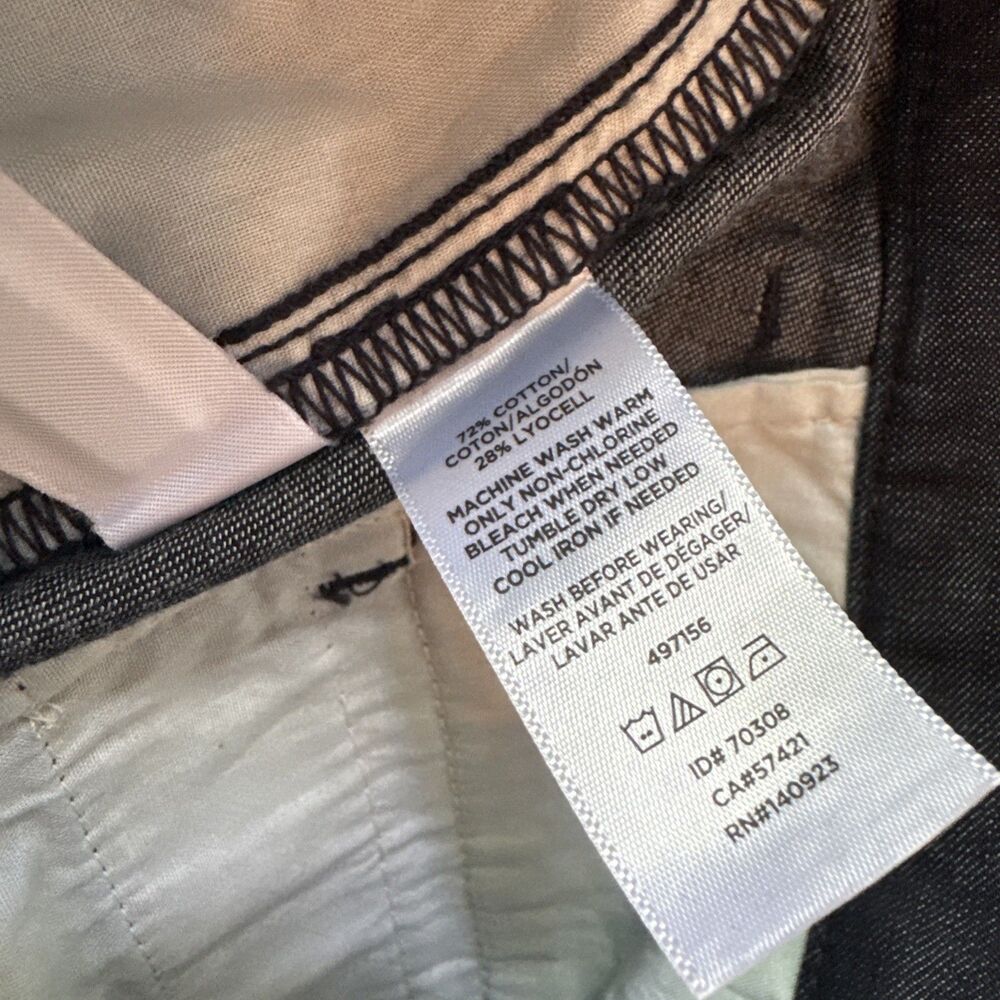 72% COTTON/
COTON/ALGODÓN
28% LYOCELL
MACHINE WASH WARM
ONLY NON-CHLORINE
BLEACH WHEN NEEDED
TUMBLE DRY LOW
COOL IRON IF NEEDED
WASH BEFORE WEARING/
LAVER AVANT DE DÉGAGER/
LAVAR ANTE DE USAR
497156
ID# 70308
CA#57421
RN#140923